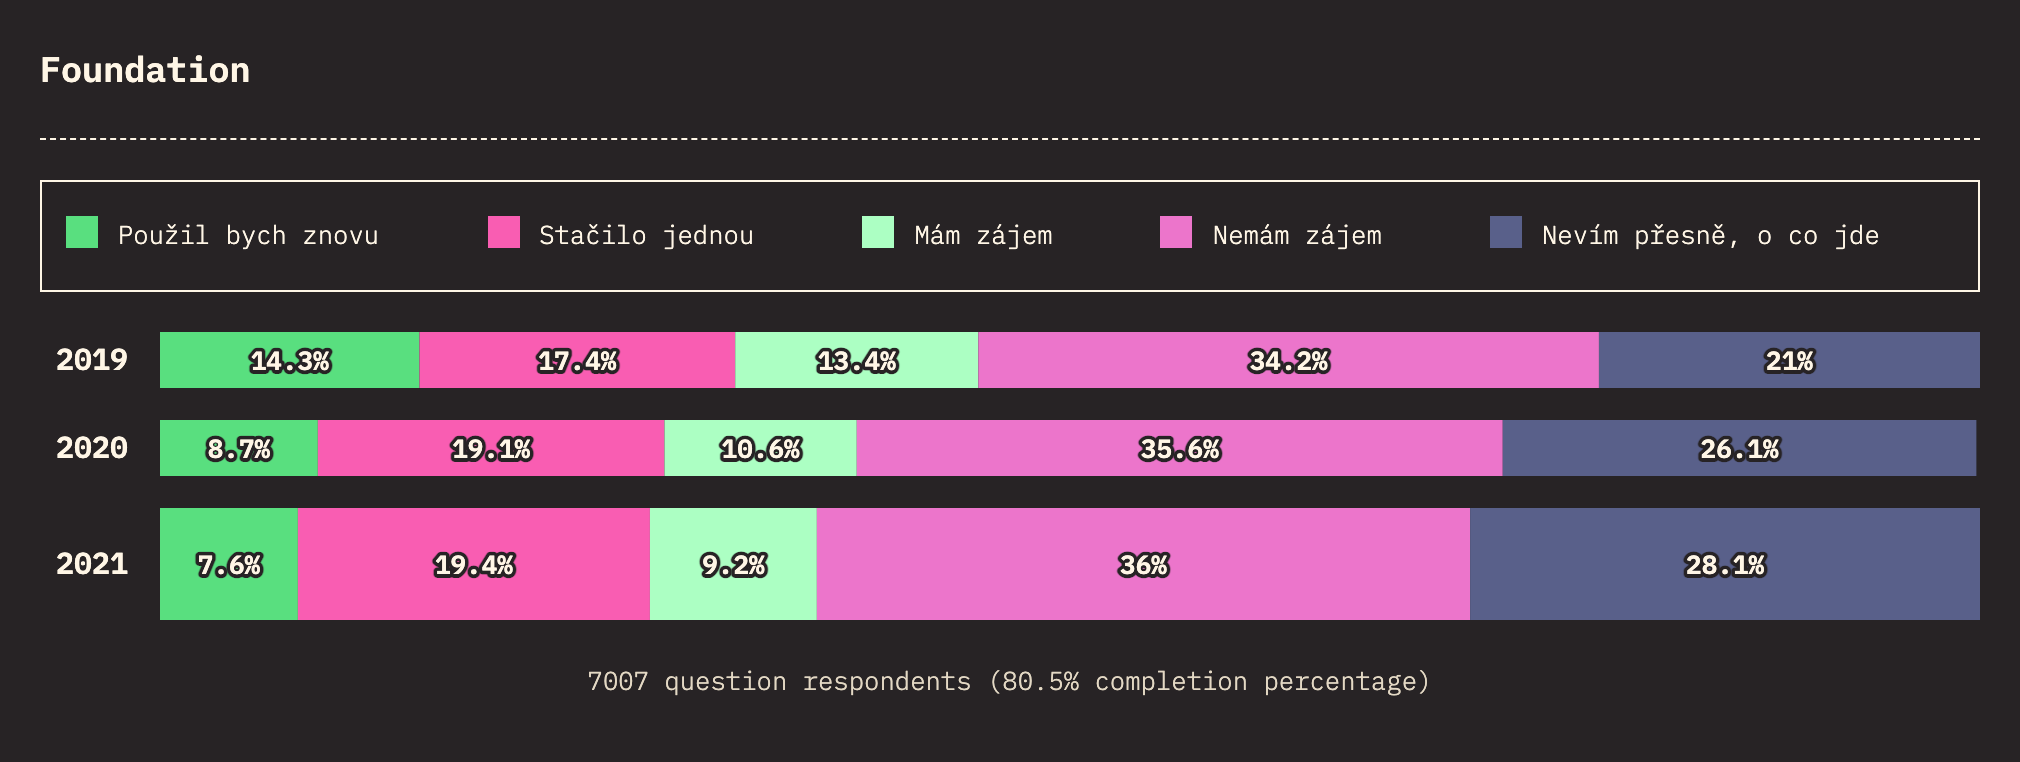 Foundation
Použil bych znovu Stačilo jednou Mám zájem Nemám zájem Nevím přesně, o co jde
2019 14.3% 17.4% 13.4% 34.2% 21%
2020 8.7% 19.1% 10.6% 35.6% 26.1%
2021 7.6% 19.4% 9.2% 36% 28.1%
7007 question respondents (80.5% completion percentage)